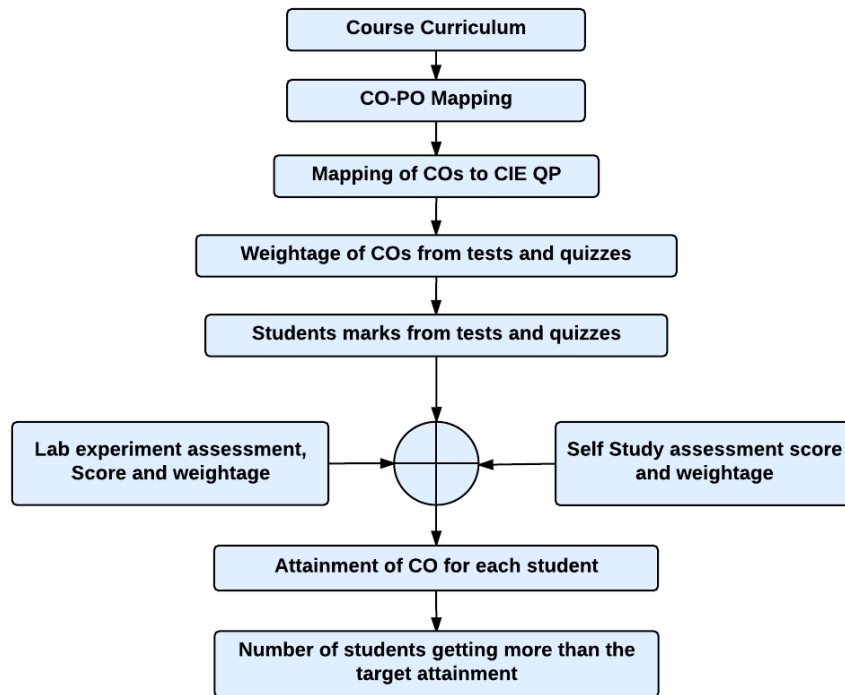 Course Curriculum
CO-PO Mapping
Mapping of COs to CIE QP
Weightage of COs from tests and quizzes
Students marks from tests and quizzes
Lab experiment assessment,
Score and weightage
Self Study assessment score
and weightage
Attainment of CO for each student
Number of students getting more than the
target attainment